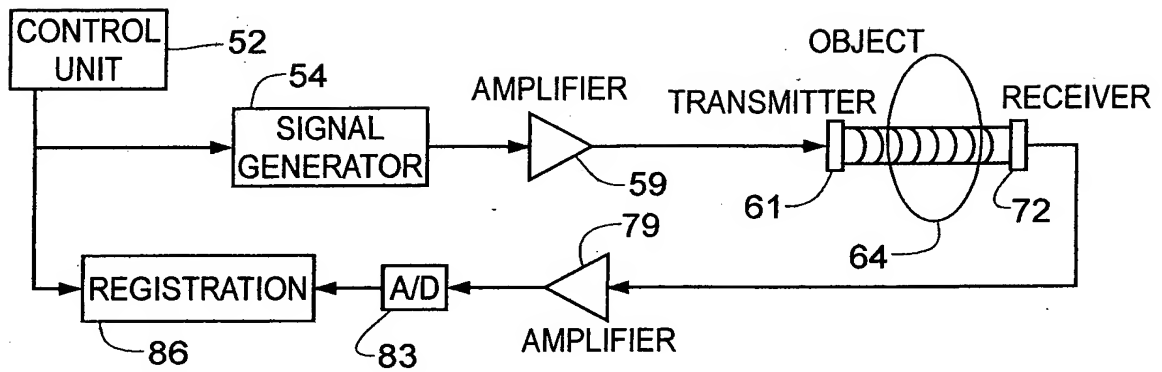 CONTROL
UNIT
52
54
SIGNAL
GENERATOR
AMPLIFIER
59
TRANSMITTER
OBJECT
RECEIVER
61
64
72
REGISTRATION
86
A/D
83
79
AMPLIFIER